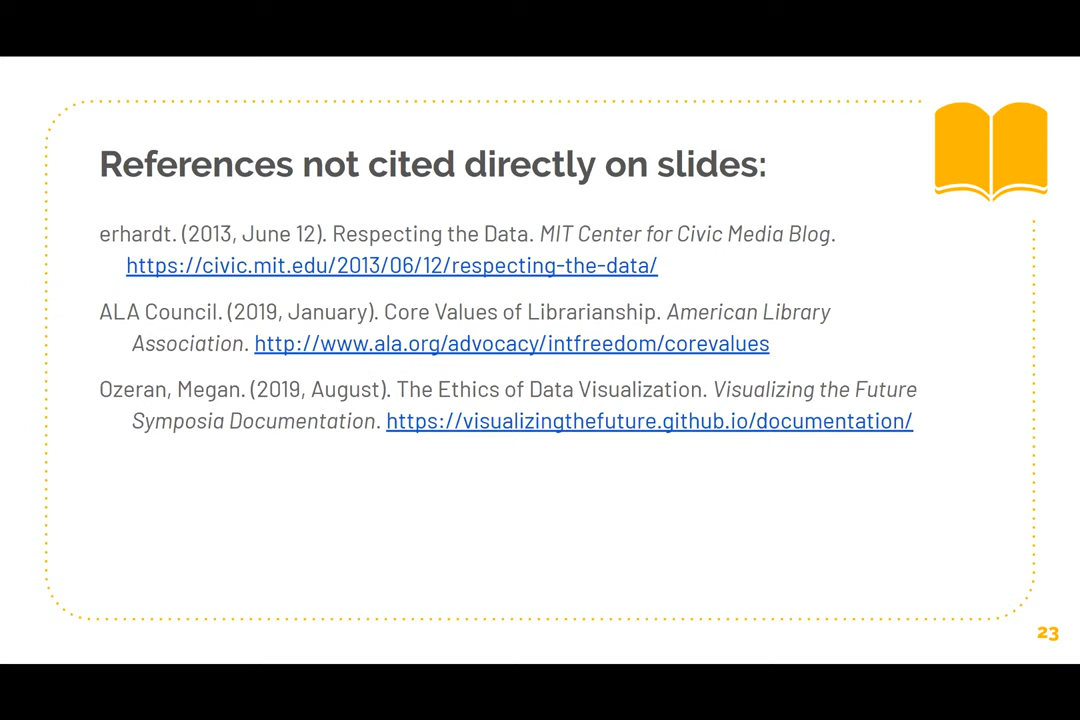 References not cited directly on slides:
erhardt. (2013, June 12). Respecting the Data. MIT Center for Civic Media Blog.
https://civic.mit.edu/2013/06/12/respecting-the-data/
ALA Council. (2019, January). Core Values of Librarianship. American Library
Association. http://www.ala.org/advocacy/intfreedom/corevalues
Ozeran, Megan. (2019, August). The Ethics of Data Visualization. Visualizing the Future
Symposia Documentation. https://visualizingthefuture.github.io/documentation/
23